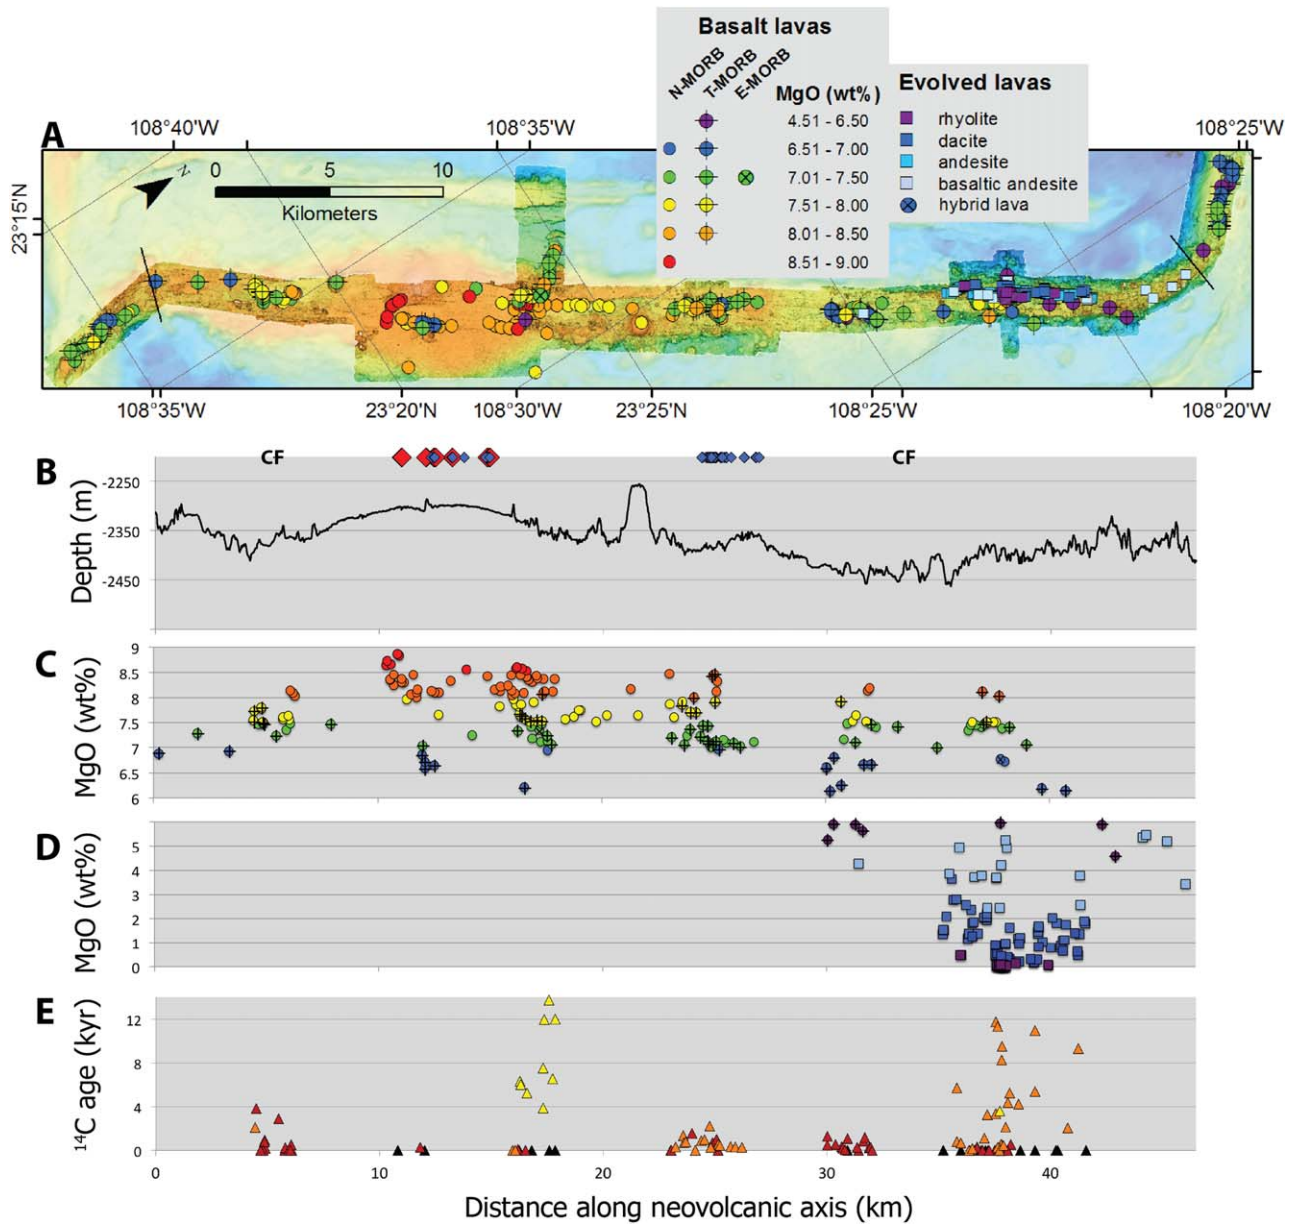 A
Basalt lavas
N-MORB
T-MORB
E-MORB
MgO (wt%)
4.51 - 6.50
6.51 - 7.00
7.01 - 7.50
7.51 - 8.00
8.01 - 8.50
8.51 - 9.00
Evolved lavas
rhyolite
dacite
andesite
basaltic andesite
hybrid lava
108°40'W
108°35'W
108°25'W
23°15'N
Z
0 5 10
Kilometers
108°35'W
23°20'N
108°30'W
23°25'N
108°25'W
108°20'W
B
CF
CF
Depth (m)
-2250
-2350
-2450
C
MgO (wt%)
9
8.5
8
7.5
7
6.5
6
D
MgO (wt%)
5
4
3
2
1
0
E
¹⁴C age (kyr)
12
8
4
0
0 10 20 30 40
Distance along neovolcanic axis (km)